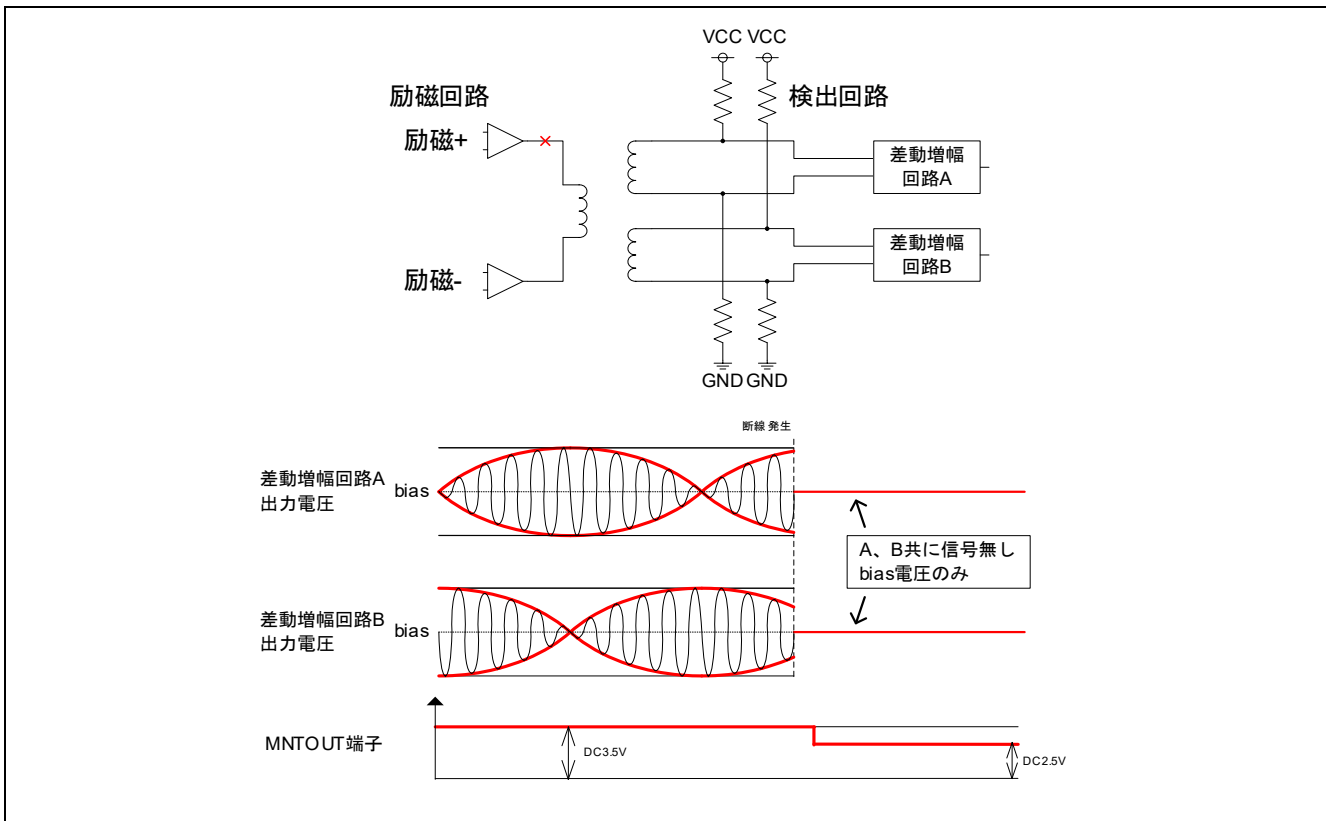 VCC VCC
励磁回路
検出回路
励磁+
差動増幅
回路A
差動増幅
回路B
励磁-
GND GND
断線発生
差動増幅回路A
出力電圧
bias
A、B共に信号無し
bias電圧のみ
差動増幅回路B
出力電圧
bias
MNTOUT端子
DC3.5V
DC2.5V